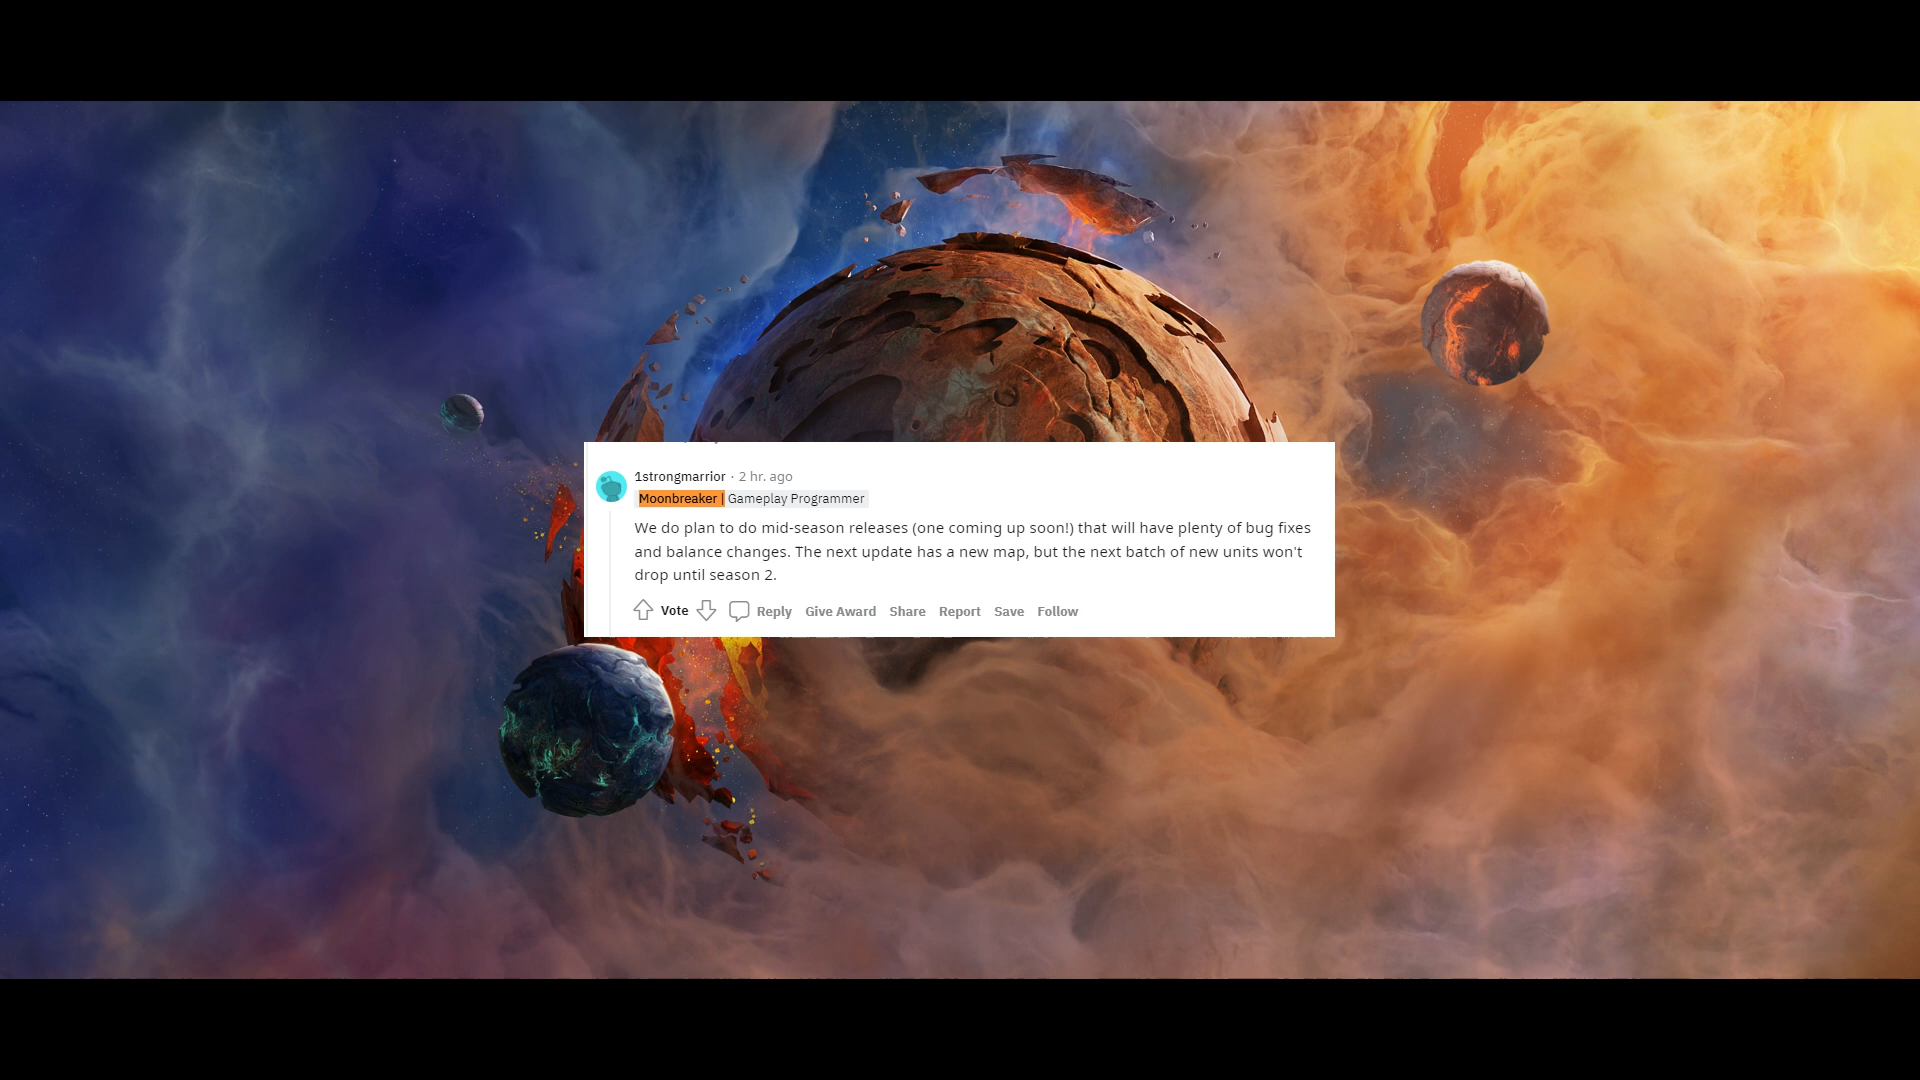 1strongmarrior · 2 hr. ago
Moonbreaker | Gameplay Programmer
We do plan to do mid-season releases (one coming up soon!) that will have plenty of bug fixes
and balance changes. The next update has a new map, but the next batch of new units won't
drop until season 2.
Vote Reply Give Award Share Report Save Follow